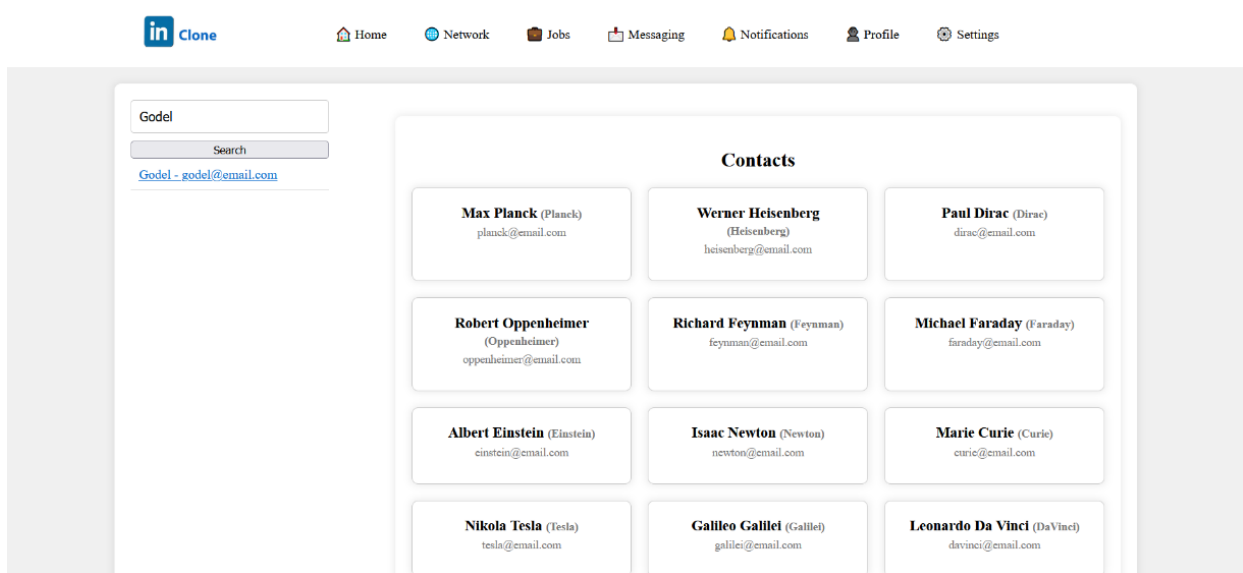 in Clone
Home Network Jobs Messaging Notifications Profile Settings
Godel
Search
Godel - godel@email.com
Contacts
Max Planck (Planck)
planck@email.com
Werner Heisenberg
(Heisenberg)
heisenberg@email.com
Paul Dirac (Dirac)
dirac@email.com
Robert Oppenheimer
(Oppenheimer)
oppenheimer@email.com
Richard Feynman (Feynman)
feynman@email.com
Michael Faraday (Faraday)
faraday@email.com
Albert Einstein (Einstein)
einstein@email.com
Isaac Newton (Newton)
newton@email.com
Marie Curie (Curie)
curie@email.com
Nikola Tesla (Tesla)
tesla@email.com
Galileo Galilei (Galilei)
galilei@email.com
Leonardo Da Vinci (DaVinci)
davinci@email.com